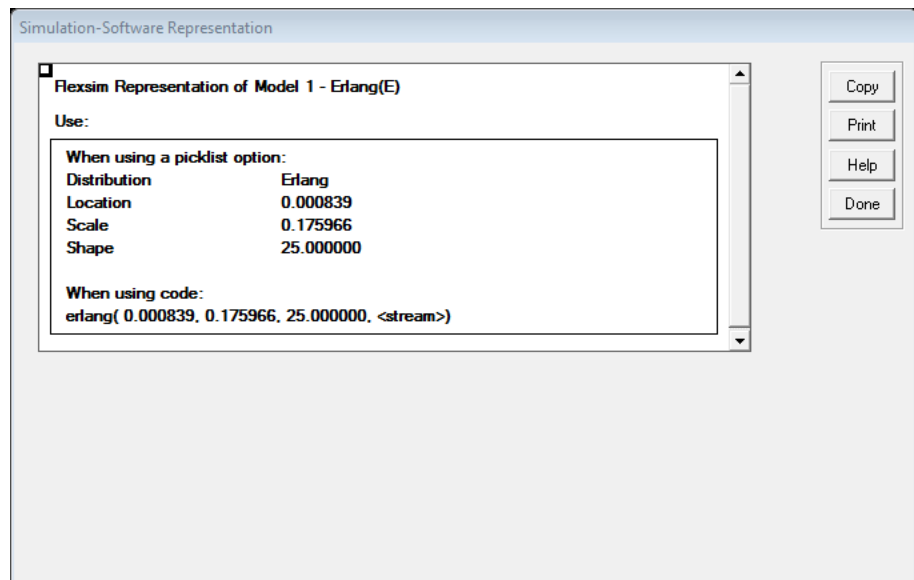 Simulation-Software Representation
Flexsim Representation of Model 1 - Erlang(E)
Use:
When using a picklist option:
Distribution Erlang
Location 0.000839
Scale 0.175966
Shape 25.000000
When using code:
erlang( 0.000839, 0.175966, 25.000000, <stream>)
Copy
Print
Help
Done